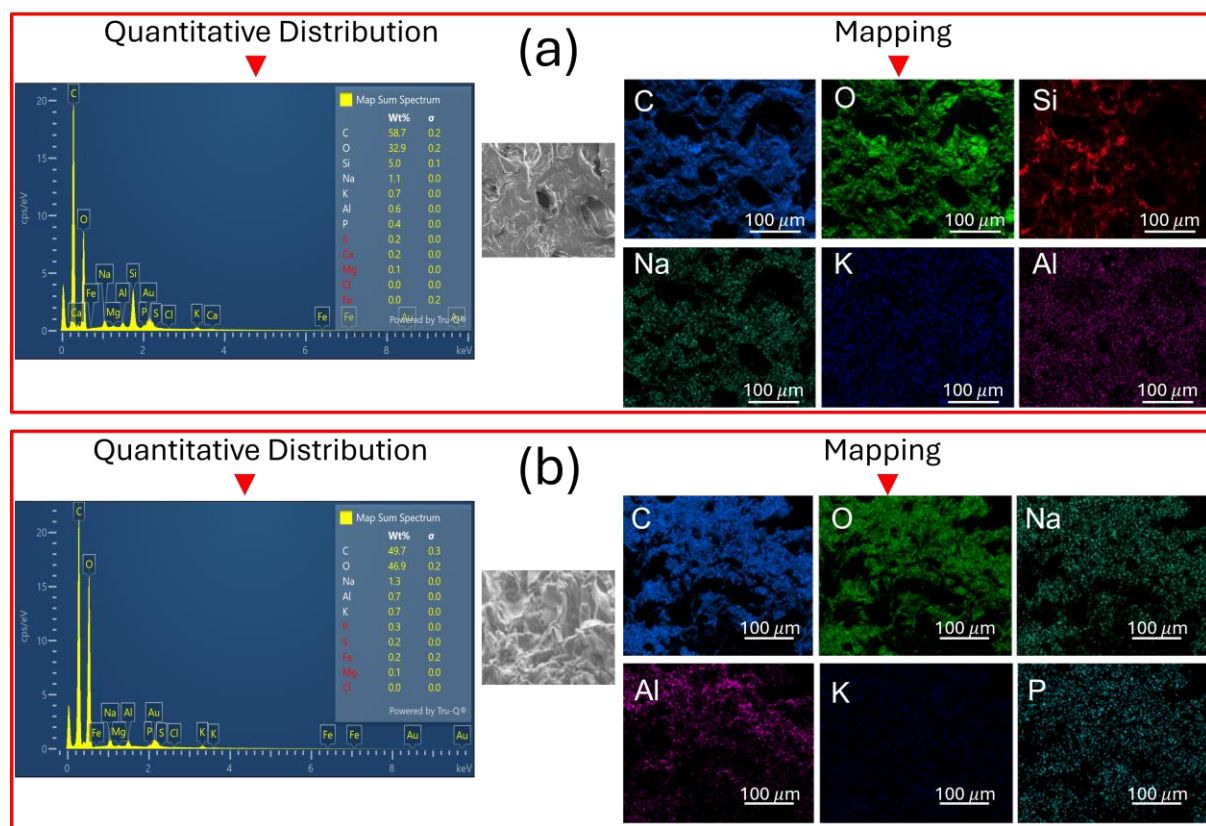 Quantitative Distribution
(a)
Mapping
Map Sum Spectrum
Wt% σ
C 58.7 0.2
O 32.9 0.2
Si 5.0 0.1
Na 1.1 0.0
K 0.7 0.0
Al 0.6 0.0
P 0.4 0.0
S 0.2 0.0
Ca 0.2 0.0
Mg 0.1 0.0
Cl 0.0 0.0
Fe 0.0 0.2
Powered by Tru-Q®
cps/eV
20
15
10
5
0
C
O
Na Si
Fe Al Au
Ca Mg P S Cl K Ca Fe Fe Au Au
0 2 4 6 8 keV
C O Si
100 μm 100 μm 100 μm
Na K Al
100 μm 100 μm 100 μm
Quantitative Distribution
(b)
Mapping
Map Sum Spectrum
Wt% σ
C 49.7 0.3
O 46.9 0.2
Na 1.3 0.0
Al 0.7 0.0
K 0.7 0.0
P 0.3 0.0
S 0.2 0.0
Fe 0.2 0.2
Mg 0.1 0.0
Cl 0.0 0.0
Powered by Tru-Q®
cps/eV
20
15
10
5
0
C
O
Na Al Au
Fe Mg P S Cl K K Fe Fe Au Au
0 2 4 6 8 keV
C O Na
100 μm 100 μm 100 μm
Al K P
100 μm 100 μm 100 μm